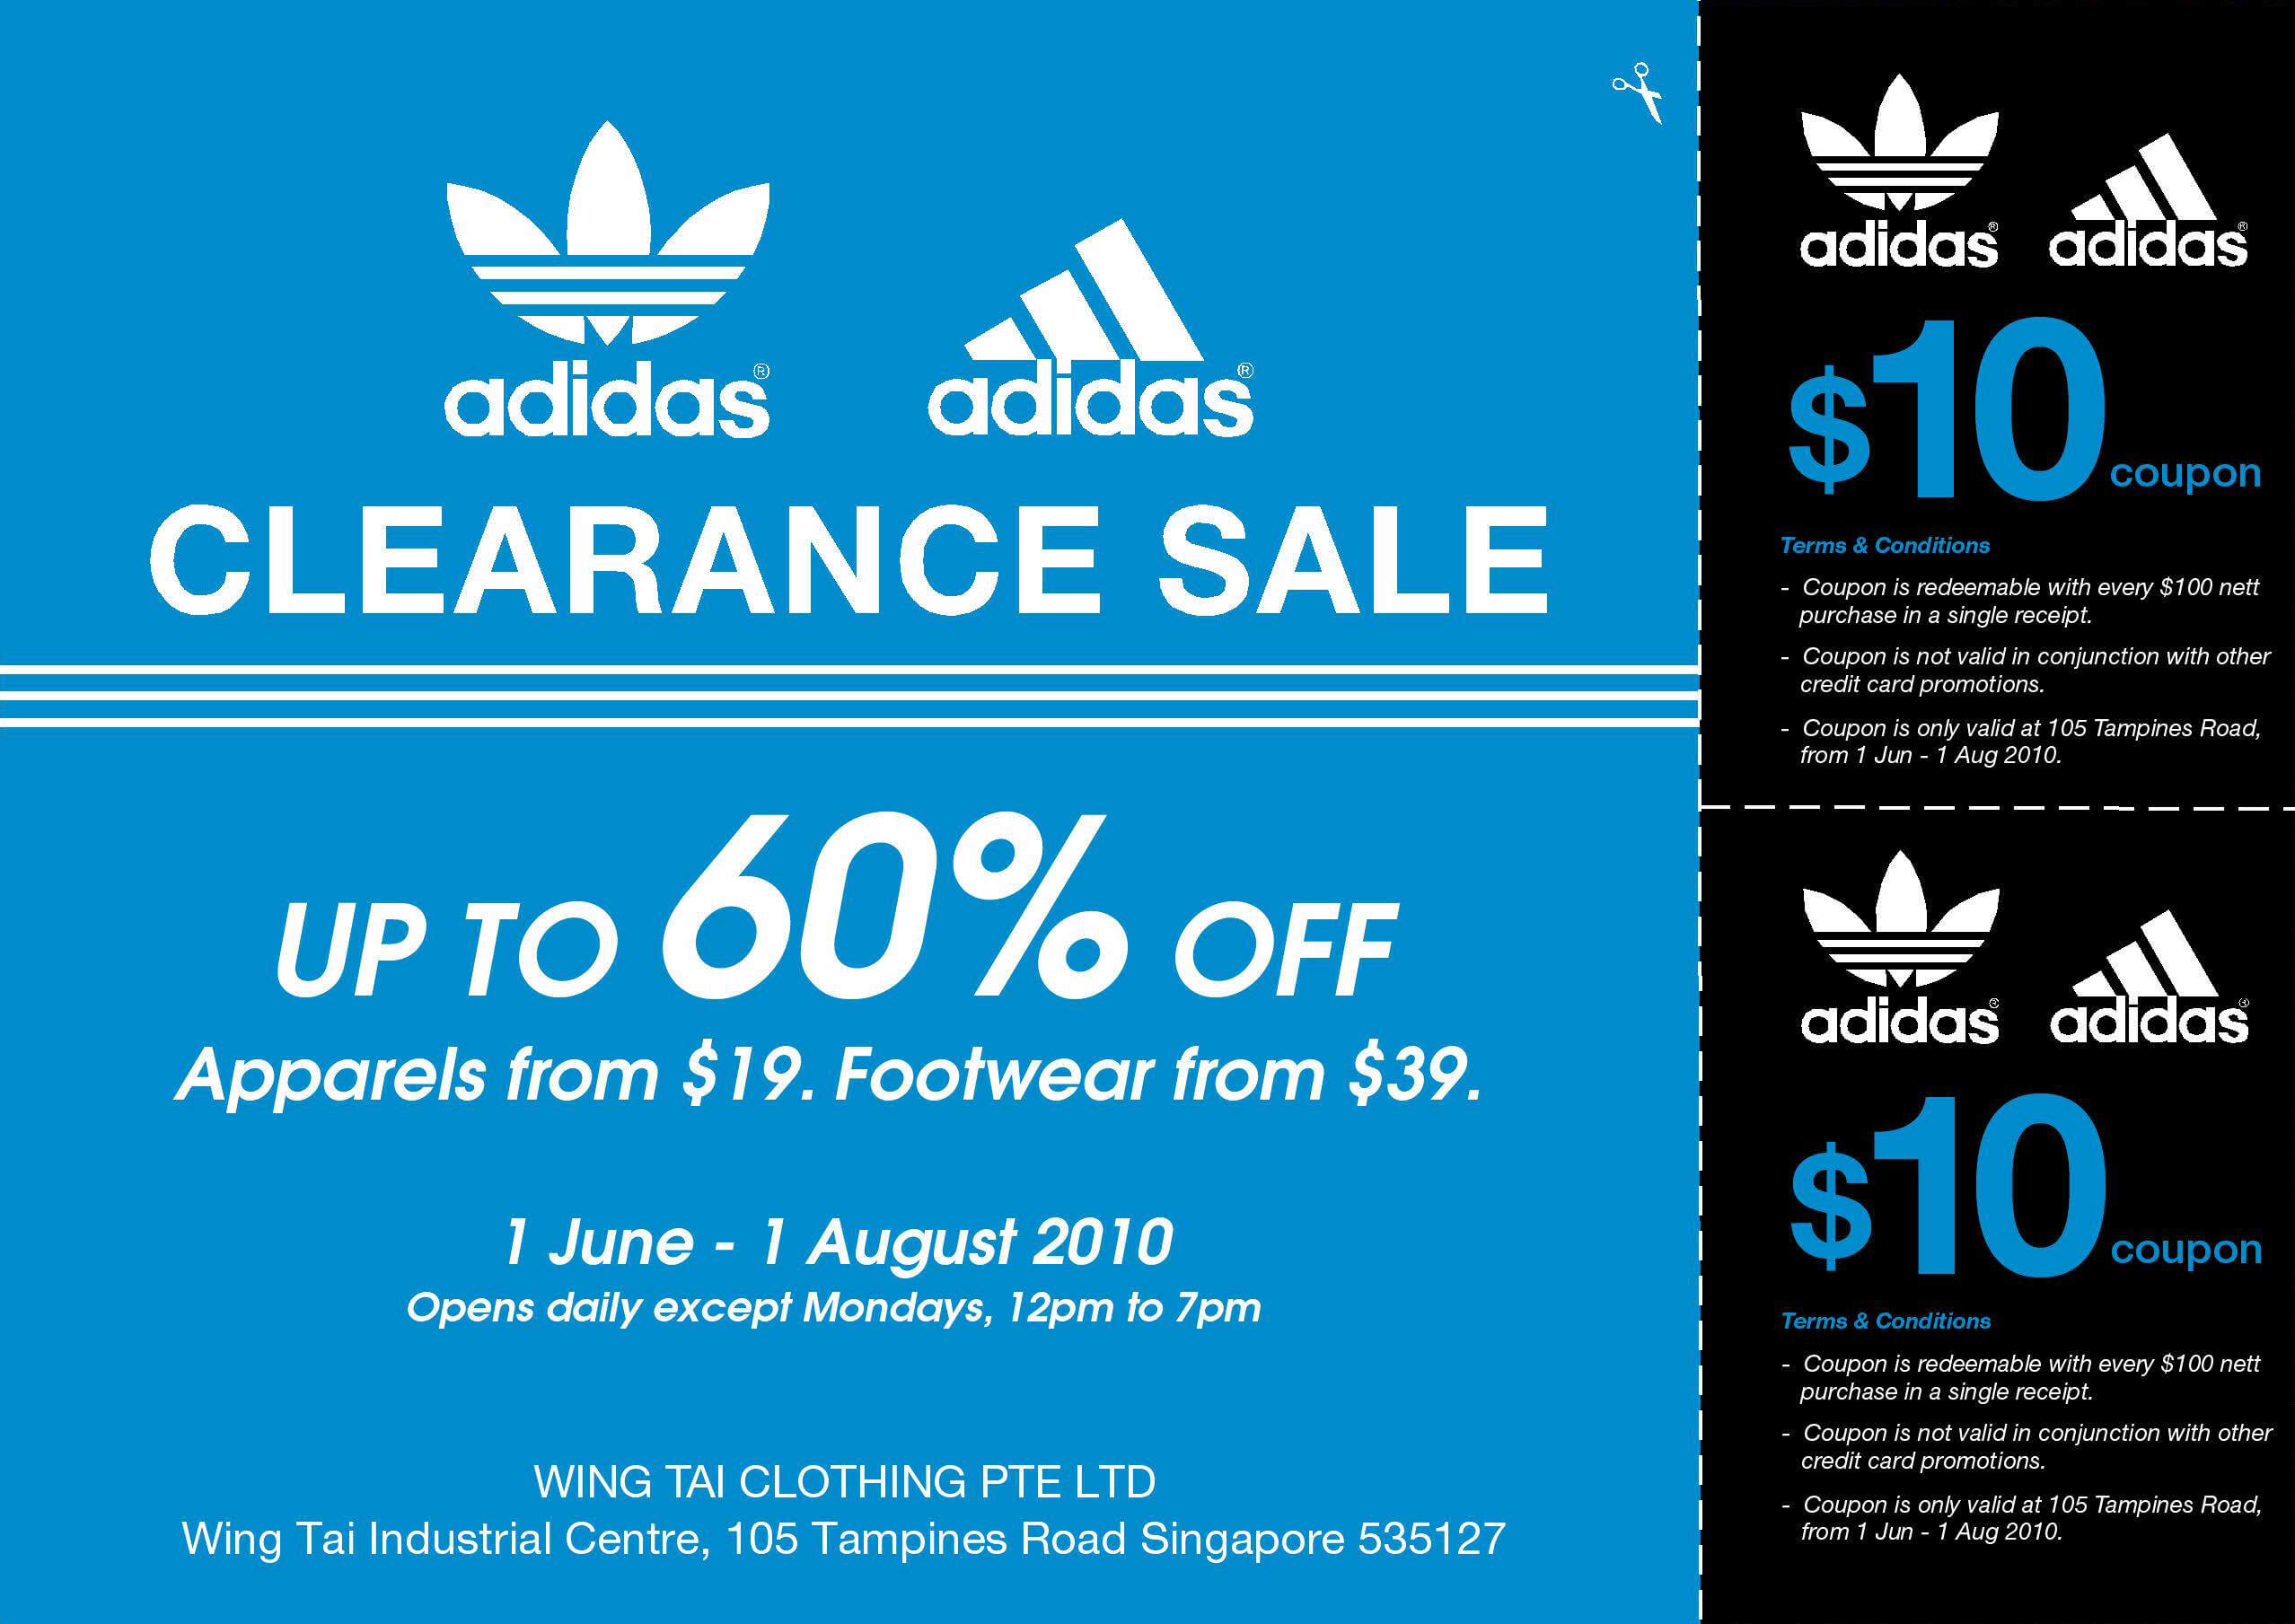 adidas®
adidas®
CLEARANCE SALE
UP TO 60% OFF
Apparels from $19. Footwear from $39.
1 June - 1 August 2010
Opens daily except Mondays, 12pm to 7pm
WING TAI CLOTHING PTE LTD
Wing Tai Industrial Centre, 105 Tampines Road Singapore 535127
adidas®
adidas®
$10 coupon
Terms & Conditions
- Coupon is redeemable with every $100 nett
purchase in a single receipt.
- Coupon is not valid in conjunction with other
credit card promotions.
- Coupon is only valid at 105 Tampines Road,
from 1 Jun - 1 Aug 2010.
adidas®
adidas®
$10 coupon
Terms & Conditions
- Coupon is redeemable with every $100 nett
purchase in a single receipt.
- Coupon is not valid in conjunction with other
credit card promotions.
- Coupon is only valid at 105 Tampines Road,
from 1 Jun - 1 Aug 2010.